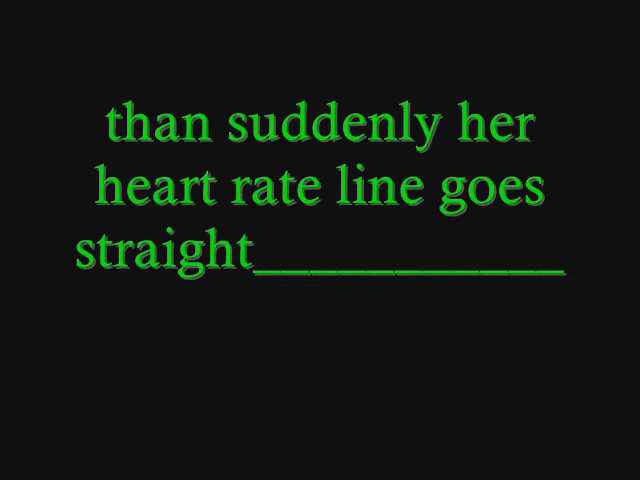 than suddenly her
heart rate line goes
straight___________